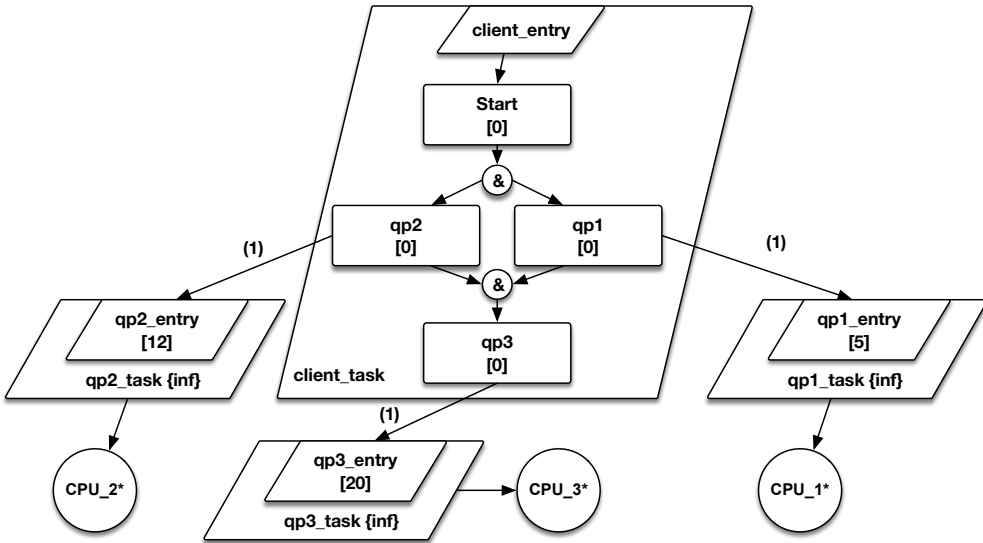 client_entry
Start
[0]
&
qp2
[0]
qp1
[0]
(1)
(1)
&
qp2_entry
[12]
qp2_task {inf}
qp3
[0]
client_task
qp1_entry
[5]
qp1_task {inf}
(1)
qp3_entry
[20]
qp3_task {inf}
CPU_2*
CPU_3*
CPU_1*